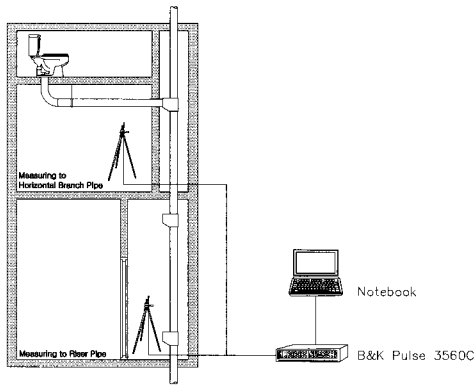 Measuring to
Horizontal Branch Pipe
Measuring to Riser Pipe
Notebook
B&K Pulse 3560C